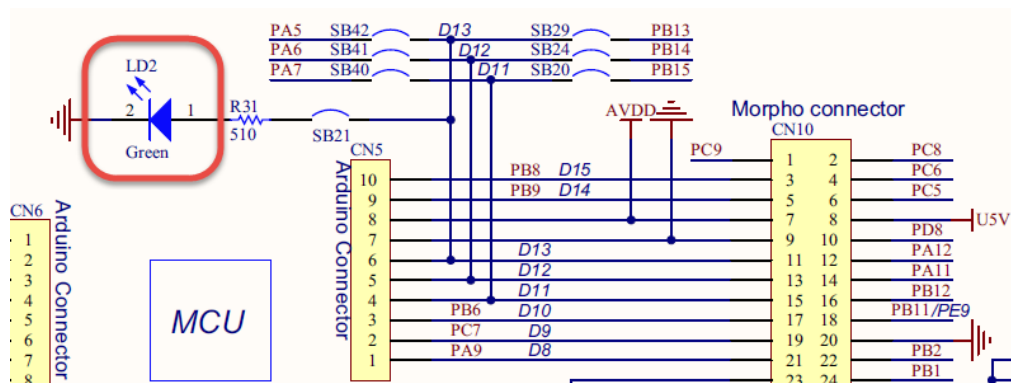 PA5 SB42 D13 SB29 PB13
PA6 SB41 D12 SB24 PB14
PA7 SB40 D11 SB20 PB15
LD2
2 1 R31
510
Green
SB21
AVDD
Morpho connector
CN10
CN5
Arduino Connector
10 PB8 D15
9 PB9 D14
8
7
6 D13
5 D12
4 D11
3 PB6 D10
2 PC7 D9
1 PA9 D8
PC9 1 2 PC8
3 4 PC6
5 6 PC5
7 8 U5V
9 10 PD8
11 12 PA12
13 14 PA11
15 16 PB12
17 18 PB11/PE9
19 20
21 22 PB2
23 24 PB1
CN6
Arduino Connector
1
2
3
4
5
6
7
8
MCU